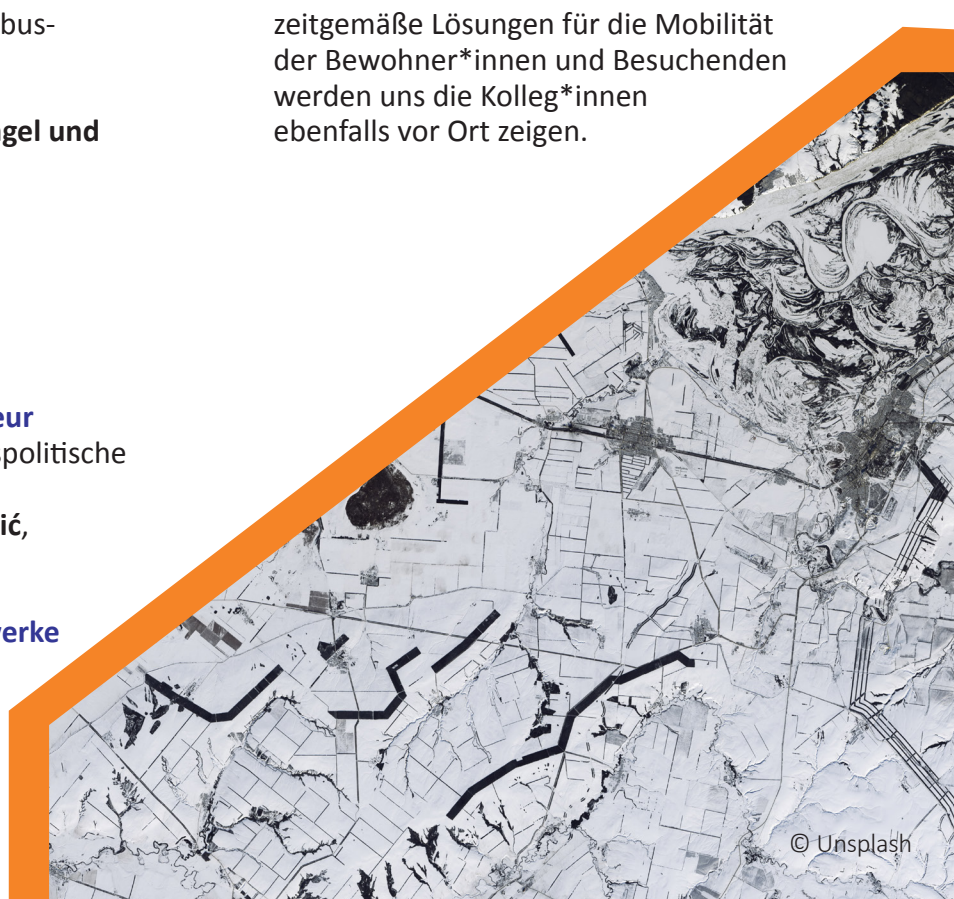 bus-
gel und
eur
spolitische
ić,
erke
zeitgemäße Lösungen für die Mobilität
der Bewohner*innen und Besuchenden
werden uns die Kolleg*innen
ebenfalls vor Ort zeigen.
© Unsplash